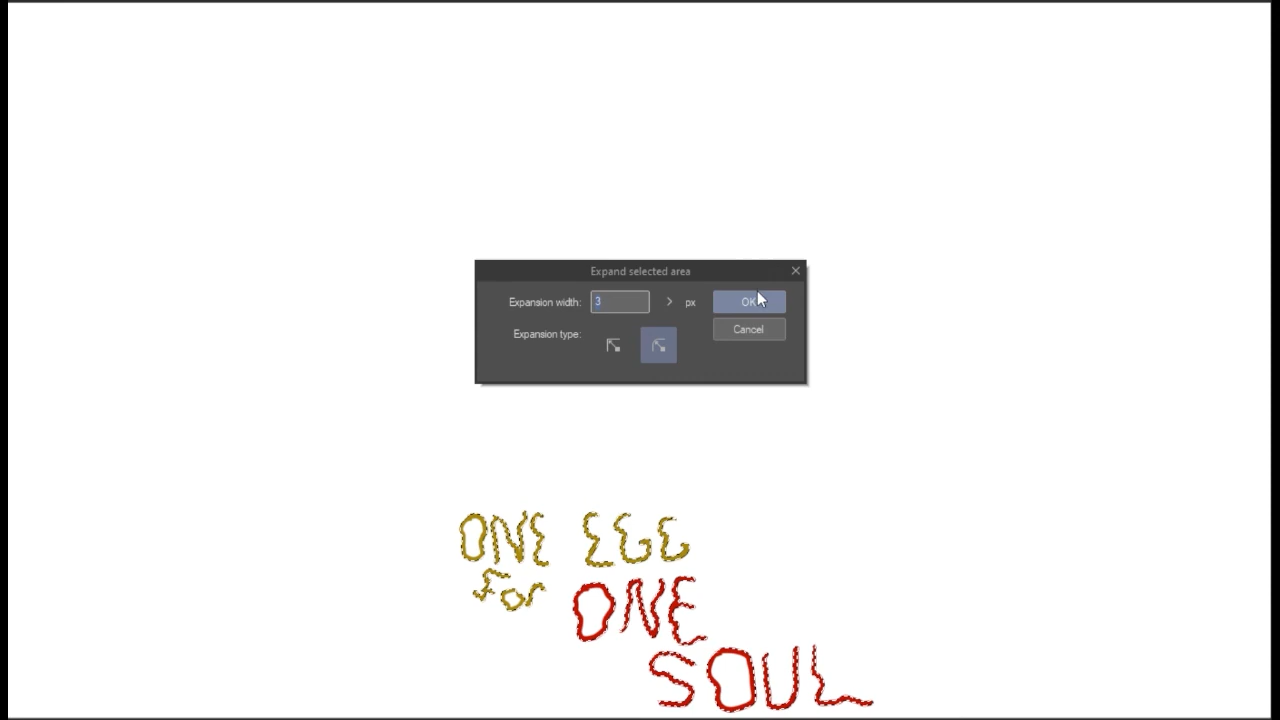 Expand selected area
Expansion width: 3 px OK
Expansion type: Cancel
ONE EGG
for ONE
SOUL